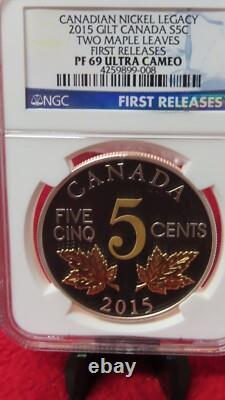 CANADIAN NICKEL LEGACY
2015 GILT CANADA S5C
TWO MAPLE LEAVES
FIRST RELEASES
PF 69 ULTRA CAMEO
4259899-008
NGC FIRST RELEASES
CANADA
FIVE 5 CENTS
CINQ
2015
ebay